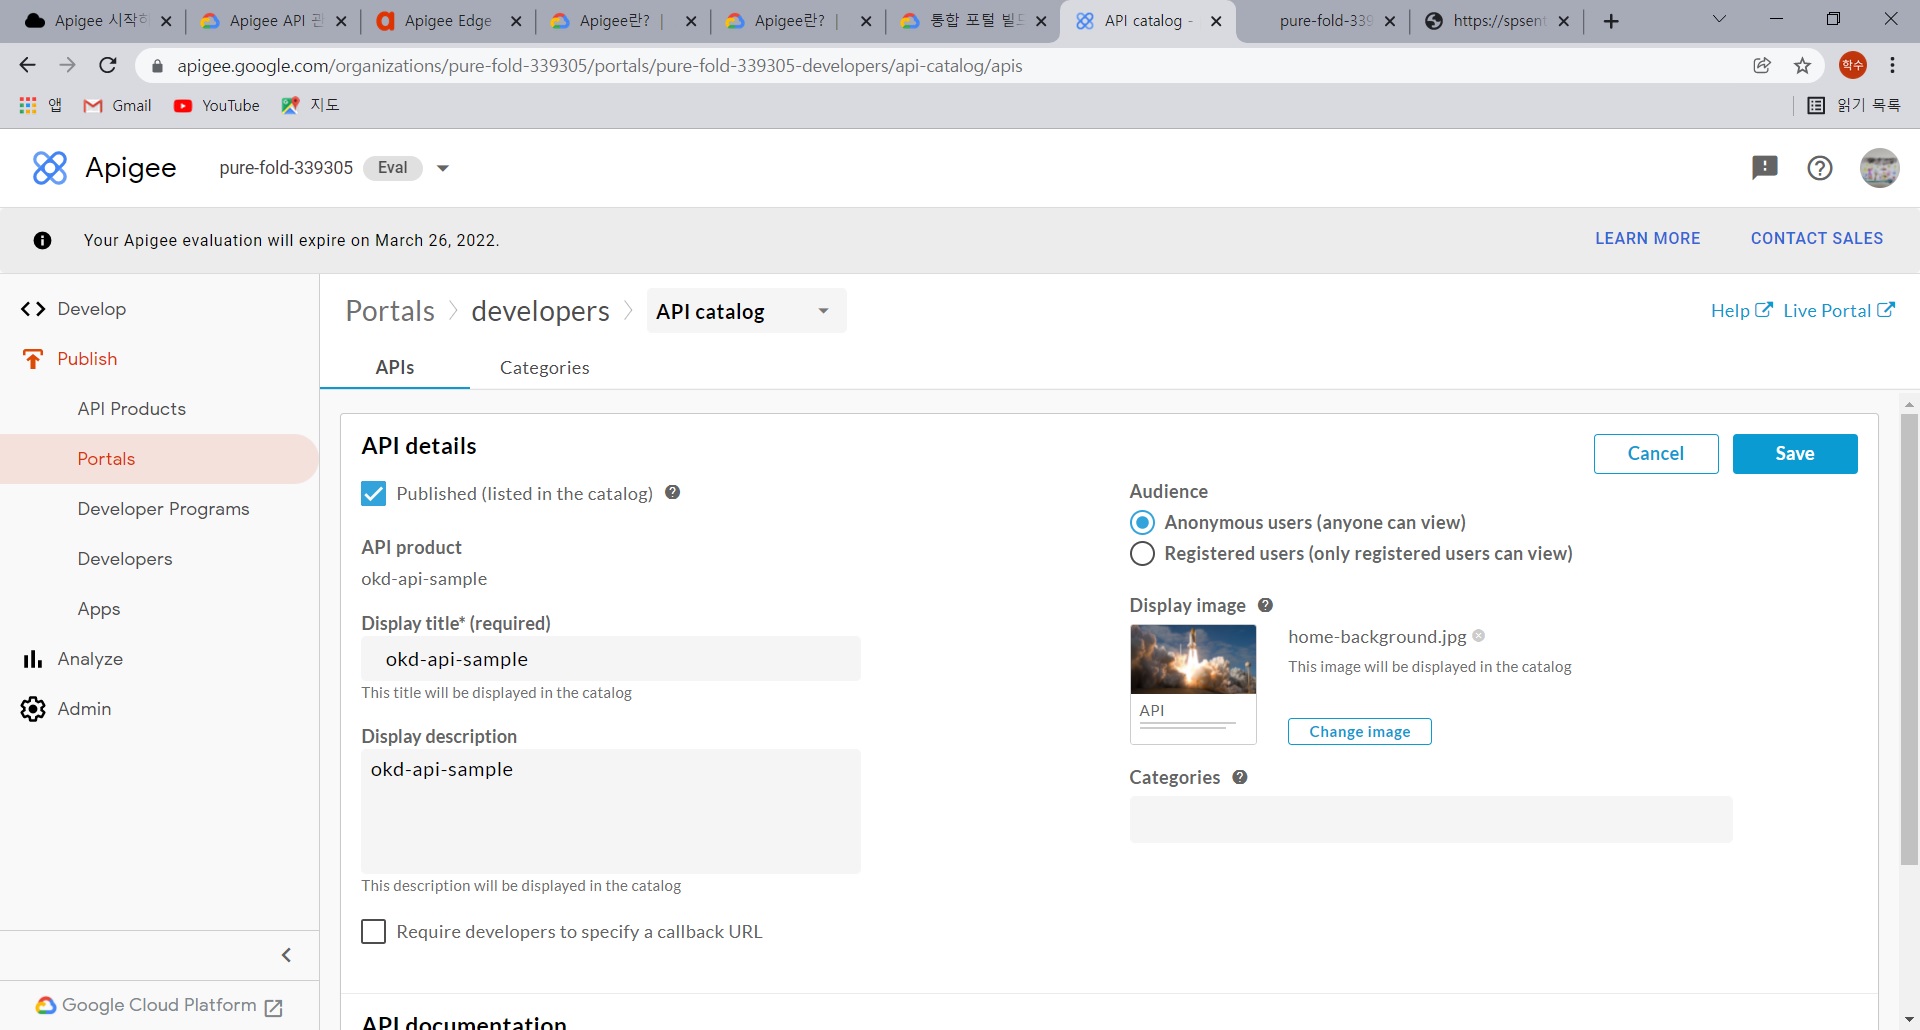 Apigee 시작하
Apigee API 관
Apigee Edge
Apigee란? |
Apigee란? |
통합 포털 빌드
API catalog -
pure-fold-339
https://spsent
apigee.google.com/organizations/pure-fold-339305/portals/pure-fold-339305-developers/api-catalog/apis
학수
앱
Gmail
YouTube
지도
읽기 목록
Apigee
pure-fold-339305
Eval
Your Apigee evaluation will expire on March 26, 2022.
LEARN MORE
CONTACT SALES
Develop
Publish
API Products
Portals
Developer Programs
Developers
Apps
Analyze
Admin
Google Cloud Platform
Portals
developers
API catalog
Help
Live Portal
APIs
Categories
API details
Cancel
Save
Published (listed in the catalog)
API product
okd-api-sample
Display title* (required)
okd-api-sample
This title will be displayed in the catalog
Display description
okd-api-sample
This description will be displayed in the catalog
Require developers to specify a callback URL
Audience
Anonymous users (anyone can view)
Registered users (only registered users can view)
Display image
home-background.jpg
This image will be displayed in the catalog
API
Change image
Categories
API documentation